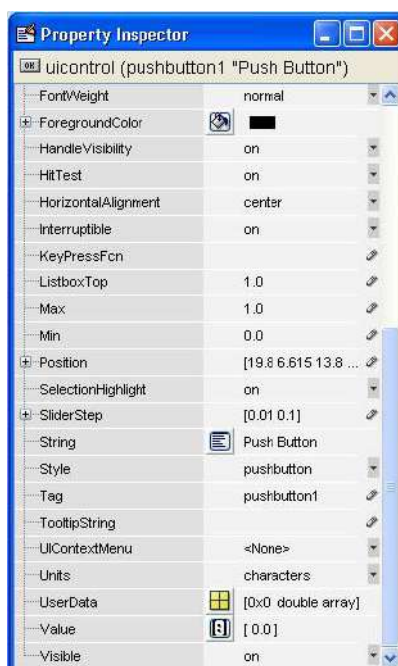 Property Inspector
OK uicontrol (pushbutton1 "Push Button")
FontWeight normal
ForegroundColor
HandleVisibility on
HitTest on
HorizontalAlignment center
Interruptible on
KeyPressFcn
ListboxTop 1.0
Max 1.0
Min 0.0
Position [19.8 6.615 13.8 ...
SelectionHighlight on
SliderStep [0.01 0.1]
String Push Button
Style pushbutton
Tag pushbutton1
TooltipString
UIContextMenu <None>
Units characters
UserData [0x0 double array]
Value [ 0.0 ]
Visible on